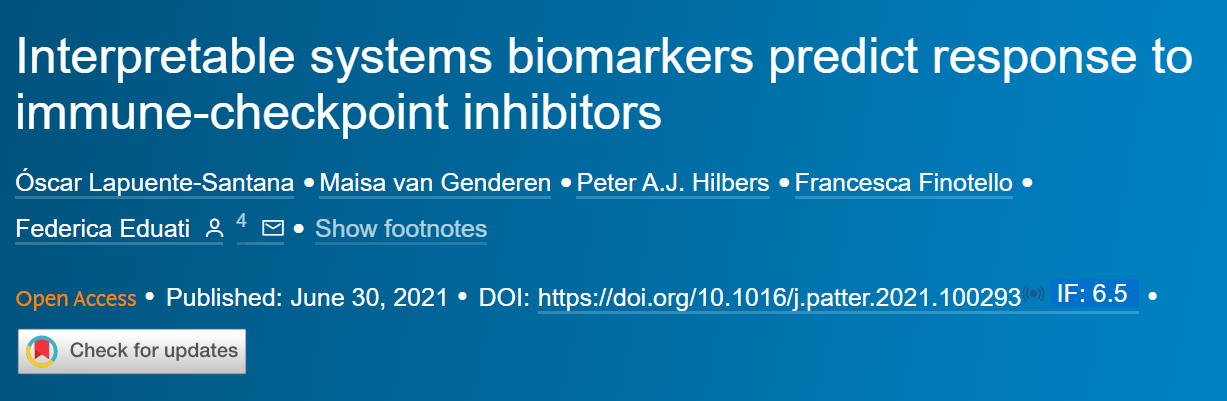 Interpretable systems biomarkers predict response to
immune-checkpoint inhibitors
Óscar Lapuente-Santana • Maisa van Genderen • Peter A.J. Hilbers • Francesca Finotello •
Federica Eduati 4 • Show footnotes
Open Access • Published: June 30, 2021 • DOI: https://doi.org/10.1016/j.patter.2021.100293 IF: 6.5 •
Check for updates